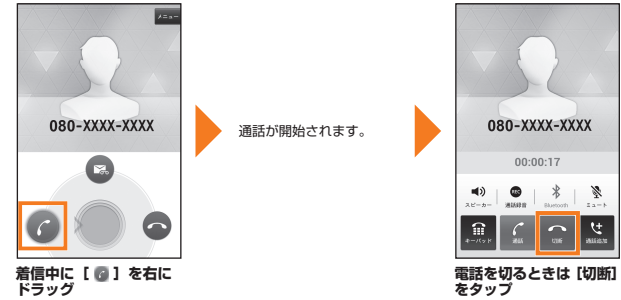 メニュー
080-XXXX-XXXX
着信中に［ ］を右に
ドラッグ
通話が開始されます。
080-XXXX-XXXX
00:00:17
スピーカー 通話録音 Bluetooth ミュート
REC
キーパッド 通話 切断 通話追加
電話を切るときは［切断］
をタップ